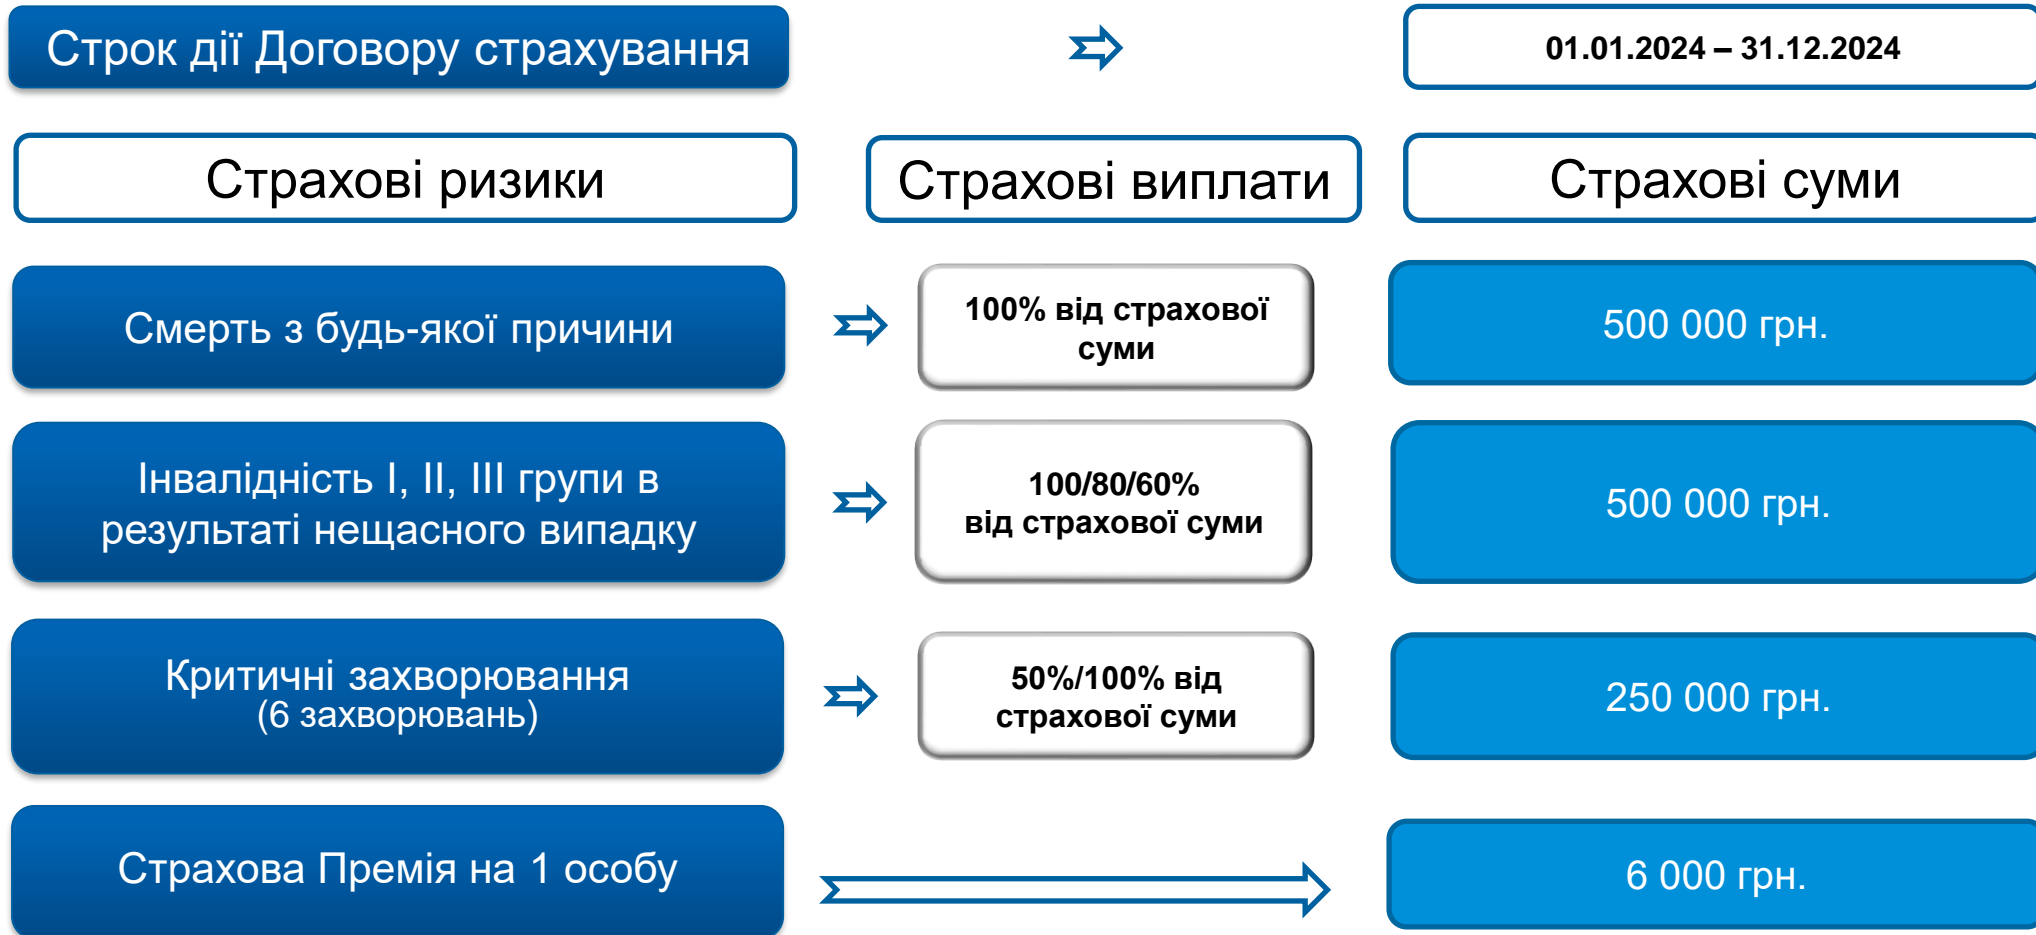 Строк дії Договору страхування
01.01.2024 – 31.12.2024
Страхові ризики
Страхові виплати
Страхові суми
Смерть з будь-якої причини
100% від страхової
суми
500 000 грн.
Інвалідність I, II, III групи в
результаті нещасного випадку
100/80/60%
від страхової суми
500 000 грн.
Критичні захворювання
(6 захворювань)
50%/100% від
страхової суми
250 000 грн.
Страхова Премія на 1 особу
6 000 грн.